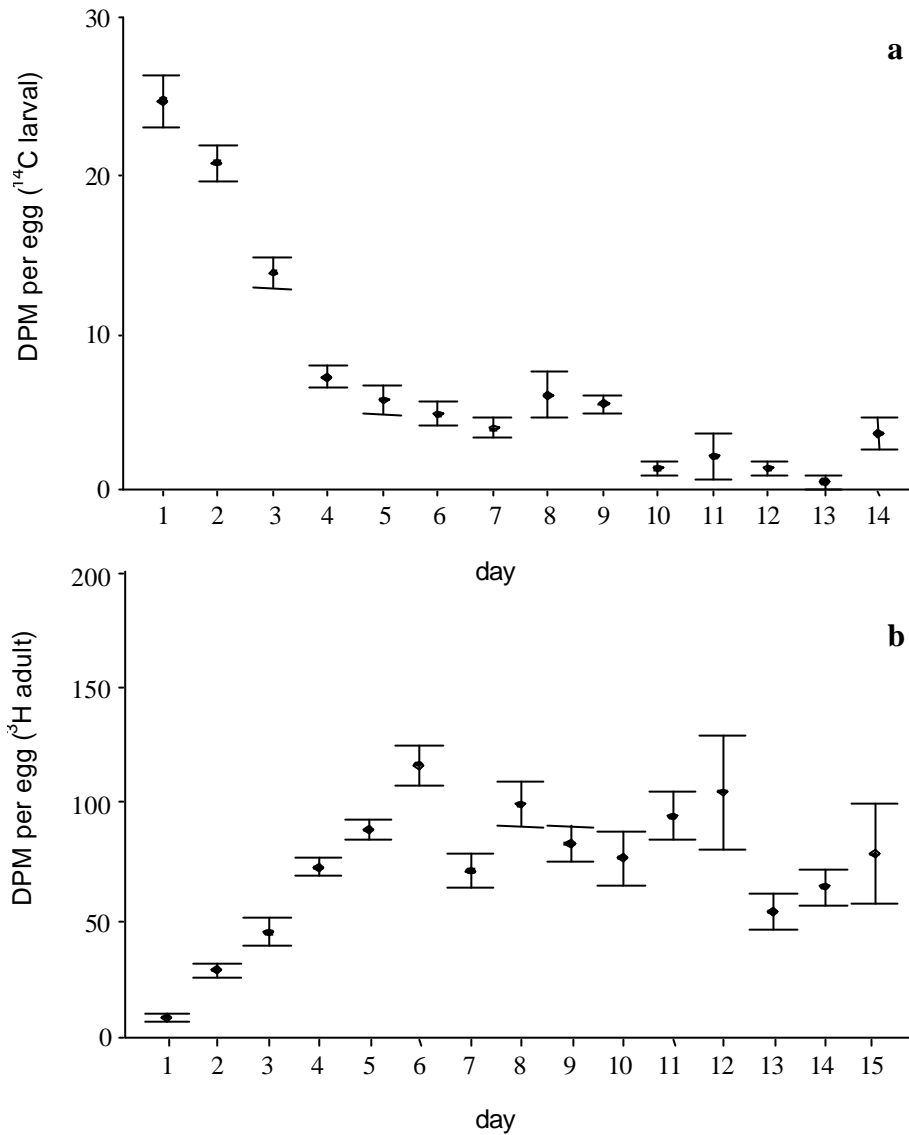 a
DPM per egg (¹⁴C larval)
30
20
10
0
1 2 3 4 5 6 7 8 9 10 11 12 13 14
day
b
DPM per egg (³H adult)
200
150
100
50
0
1 2 3 4 5 6 7 8 9 10 11 12 13 14 15
day